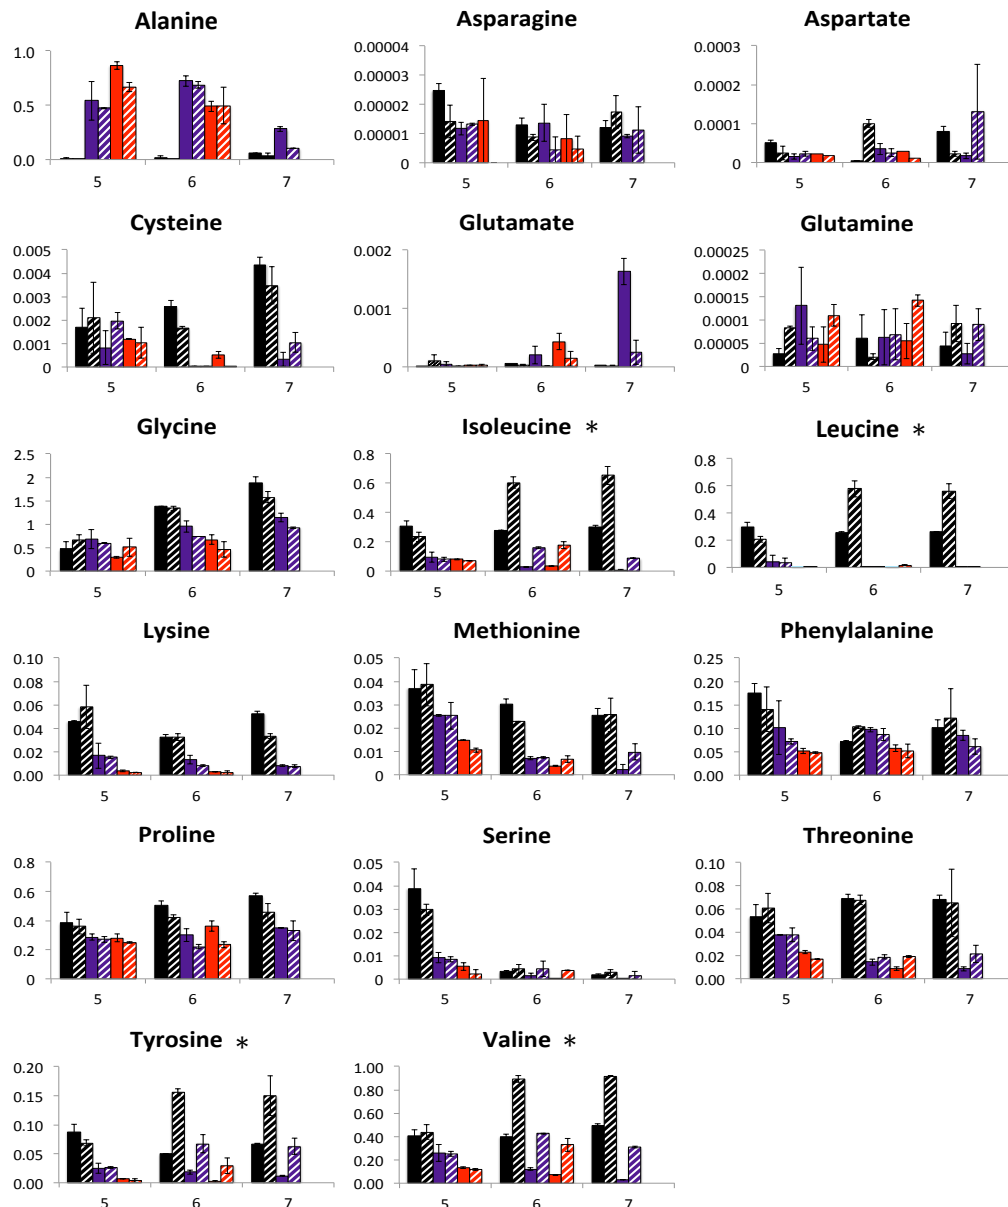 Alanine
1.0
0.5
0.0
5 6 7
Asparagine
0.00004
0.00003
0.00002
0.00001
0
5 6 7
Aspartate
0.0003
0.0002
0.0001
0
5 6 7
Cysteine
0.005
0.004
0.003
0.002
0.001
0
5 6 7
Glutamate
0.002
0.001
0
5 6 7
Glutamine
0.00025
0.0002
0.00015
0.0001
0.00005
0
5 6 7
Glycine
2.5
2
1.5
1
0.5
0
5 6 7
Isoleucine *
0.8
0.6
0.4
0.2
0
5 6 7
Leucine *
0.8
0.6
0.4
0.2
0
5 6 7
Lysine
0.10
0.08
0.06
0.04
0.02
0.00
5 6 7
Methionine
0.05
0.04
0.03
0.02
0.01
0
5 6 7
Phenylalanine
0.25
0.20
0.15
0.10
0.05
0.00
5 6 7
Proline
0.8
0.6
0.4
0.2
0
5 6 7
Serine
0.05
0.04
0.03
0.02
0.01
0
5 6 7
Threonine
0.10
0.08
0.06
0.04
0.02
0.00
5 6 7
Tyrosine *
0.20
0.15
0.10
0.05
0.00
5 6 7
Valine *
1.00
0.80
0.60
0.40
0.20
0.00
5 6 7